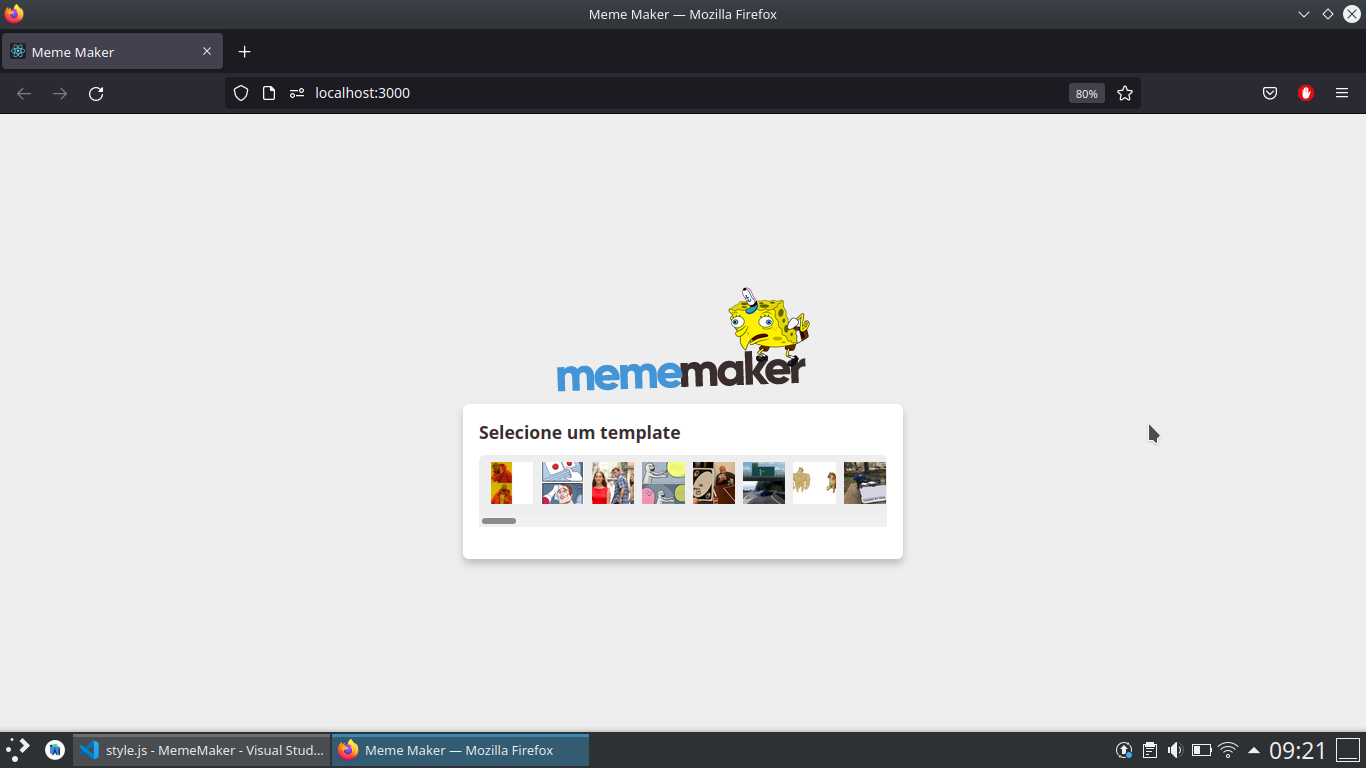 Meme Maker — Mozilla Firefox
Meme Maker
localhost:3000
80%
mememaker
Selecione um template
style.js - MemeMaker - Visual Stud...
Meme Maker — Mozilla Firefox
09:21